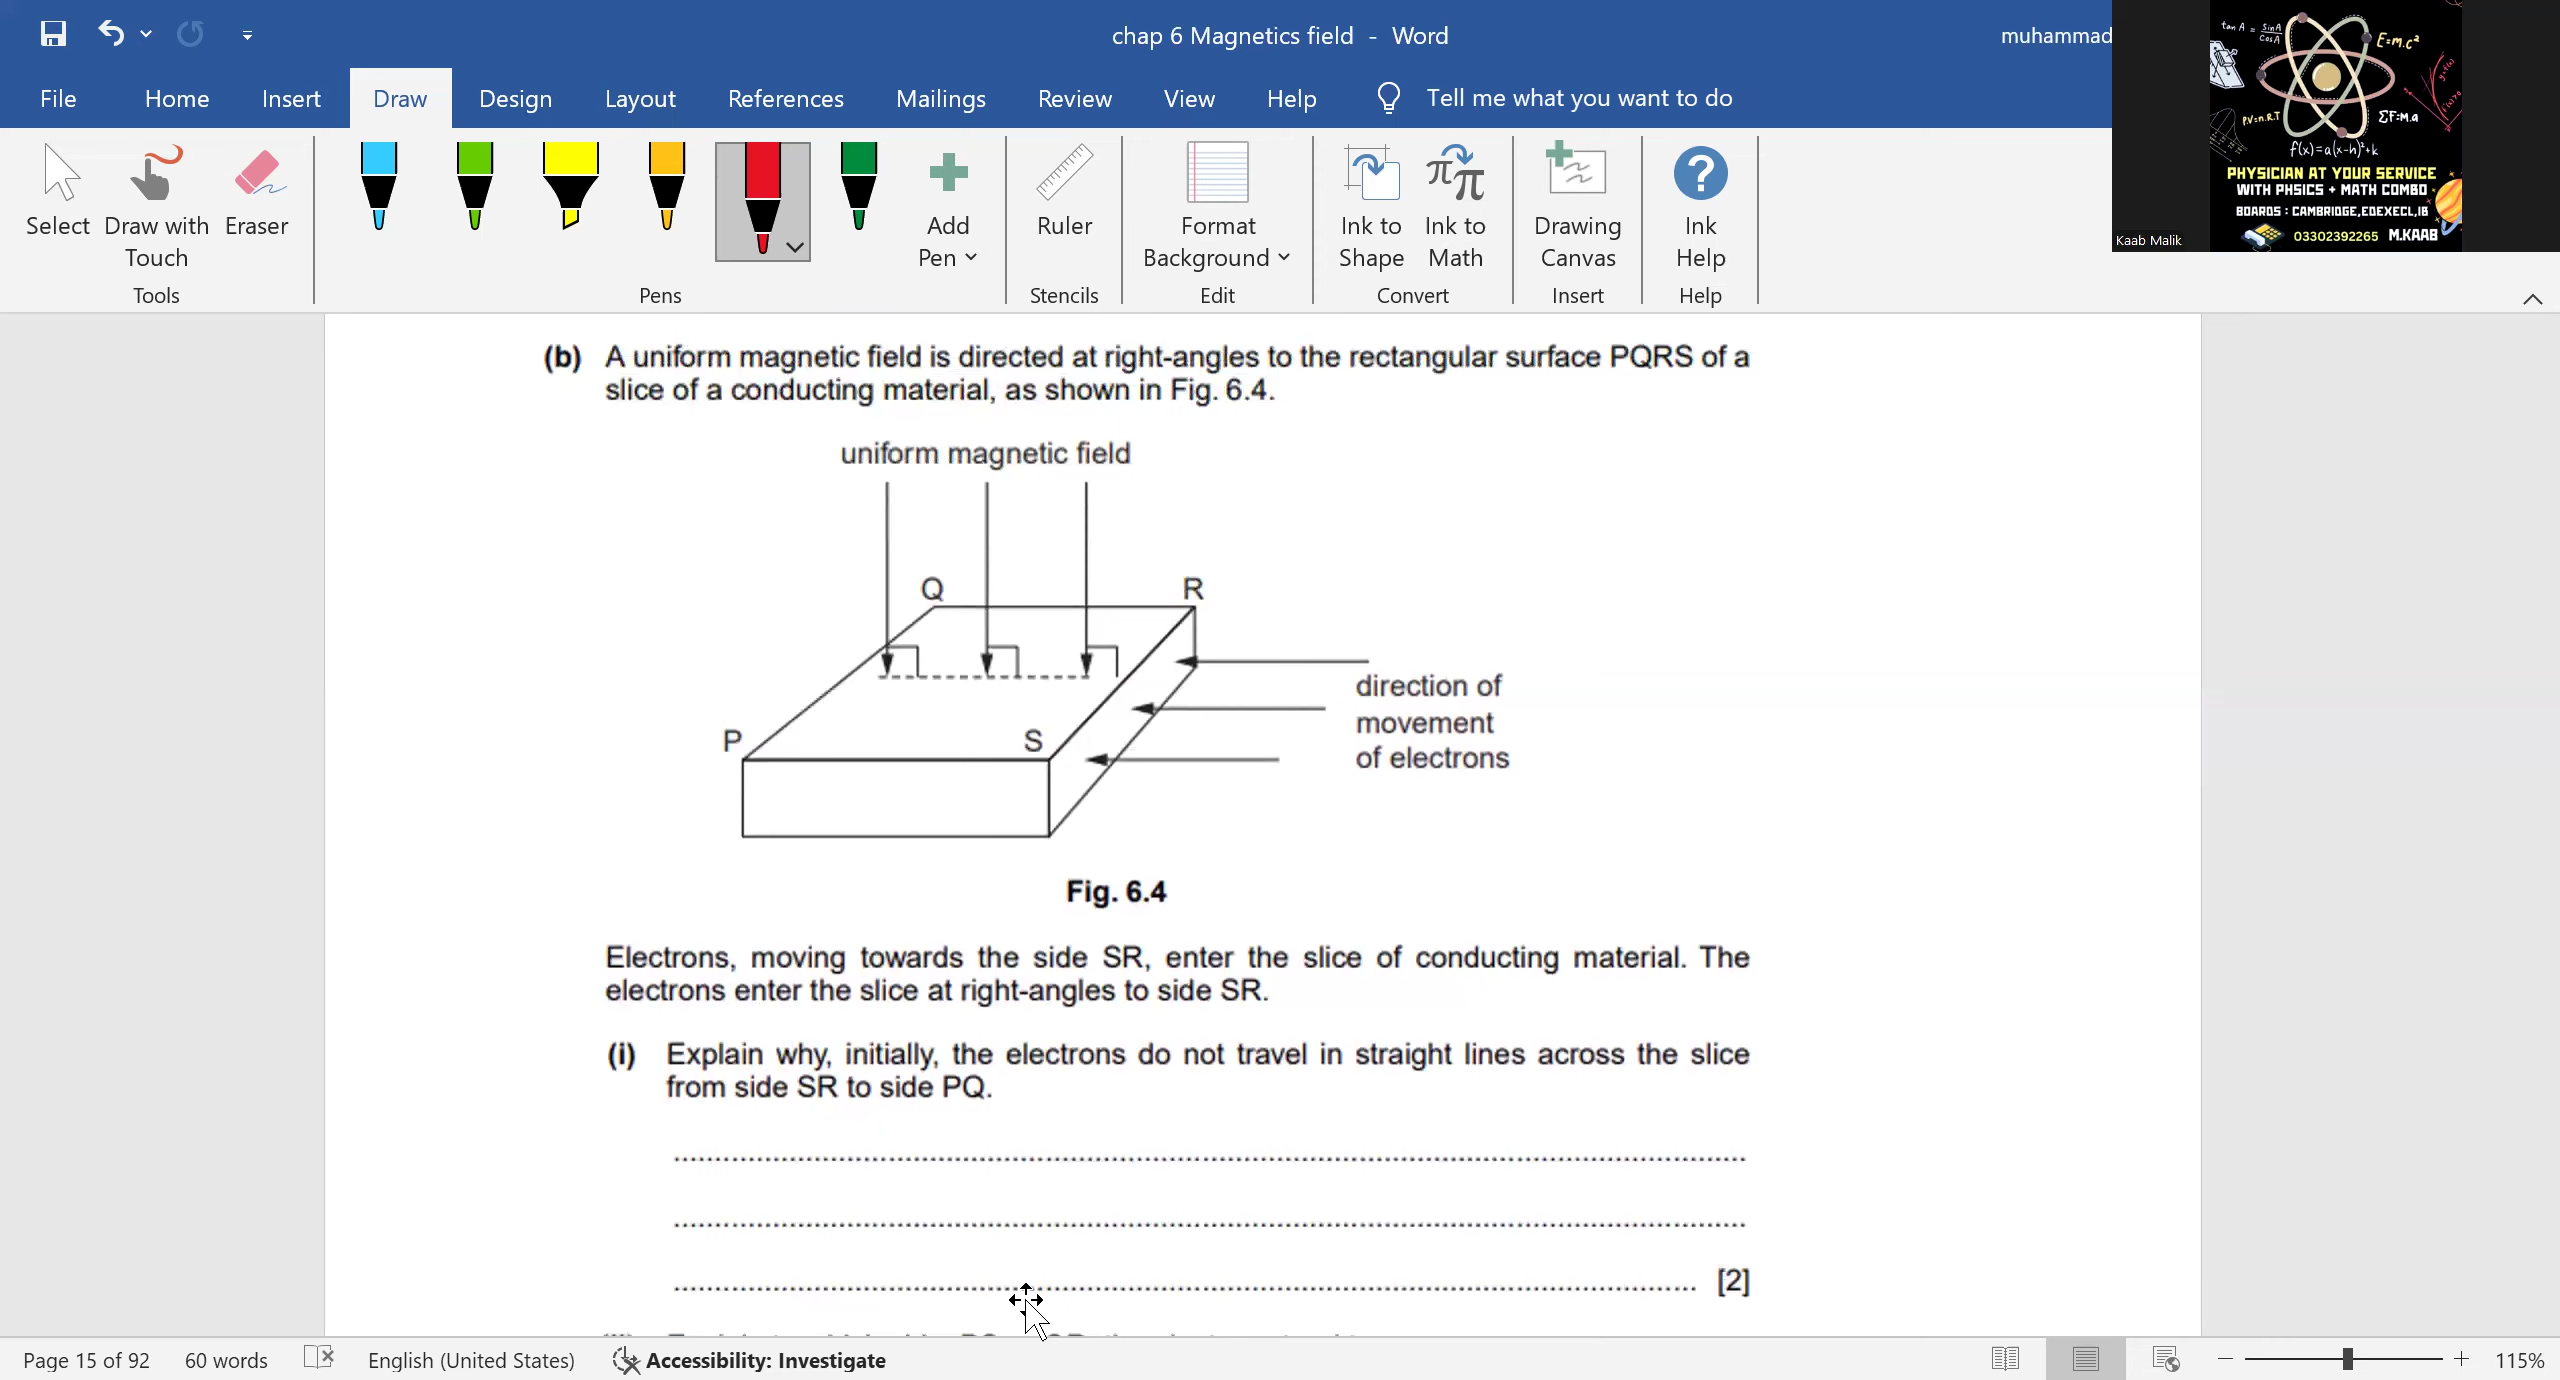 chap 6 Magnetics field - Word
muhammad
File Home Insert Draw Design Layout References Mailings Review View Help Tell me what you want to do
Select Draw with Touch Eraser
Add Pen
Ruler
Format Background
Ink to Shape
Ink to Math
Drawing Canvas
Ink Help
Tools Pens Stencils Edit Convert Insert Help
tan A = SinA/CosA
E=m.c²
P.V=n.R.T
ΣF=M.a
f(x)=a(x-h)²+k
PHYSICIAN AT YOUR SERVICE
WITH PHSICS + MATH COMBO
BOARDS : CAMBRIDGE,EDEXECL,IB
03302392265 M.KAAB
Kaab Malik
(b) A uniform magnetic field is directed at right-angles to the rectangular surface PQRS of a
slice of a conducting material, as shown in Fig. 6.4.
uniform magnetic field
Q R
P S
direction of
movement
of electrons
Fig. 6.4
Electrons, moving towards the side SR, enter the slice of conducting material. The
electrons enter the slice at right-angles to side SR.
(i) Explain why, initially, the electrons do not travel in straight lines across the slice
from side SR to side PQ.
[2]
Page 15 of 92 60 words English (United States) Accessibility: Investigate 115%